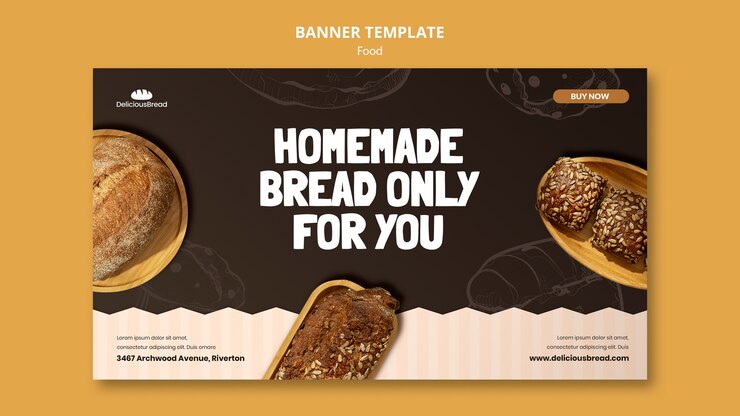 BANNER TEMPLATE
Food
DeliciousBread
BUY NOW
HOMEMADE
BREAD ONLY
FOR YOU
Lorem ipsum dolor sit amet,
consectetur adipiscing elit. Duis ornare
3467 Archwood Avenue, Riverton
Lorem ipsum dolor sit amet,
consectetur adipiscing elit. Duis
www.deliciousbread.com